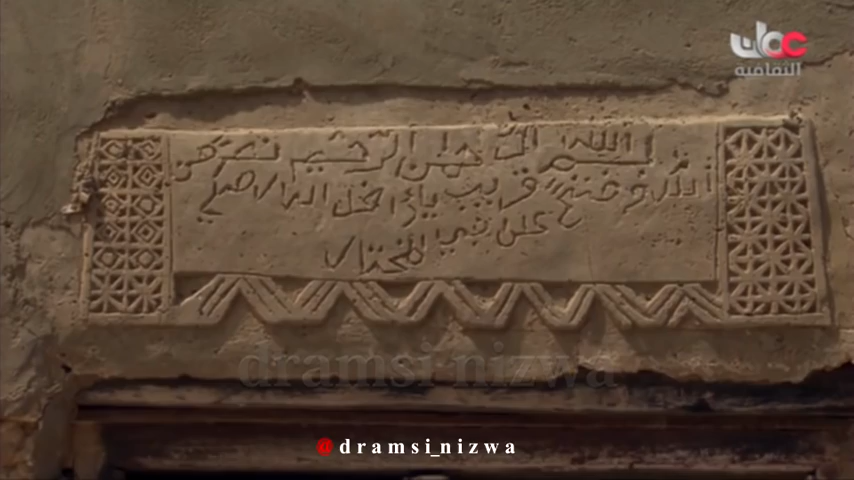 عمان
الثقافية
بسم الله الرحمن الرحيم نصر من
الله وفتح قريب يا داخل الدار صلي
على نبي المختار
dramsi nizwa
@dramsi_nizwa